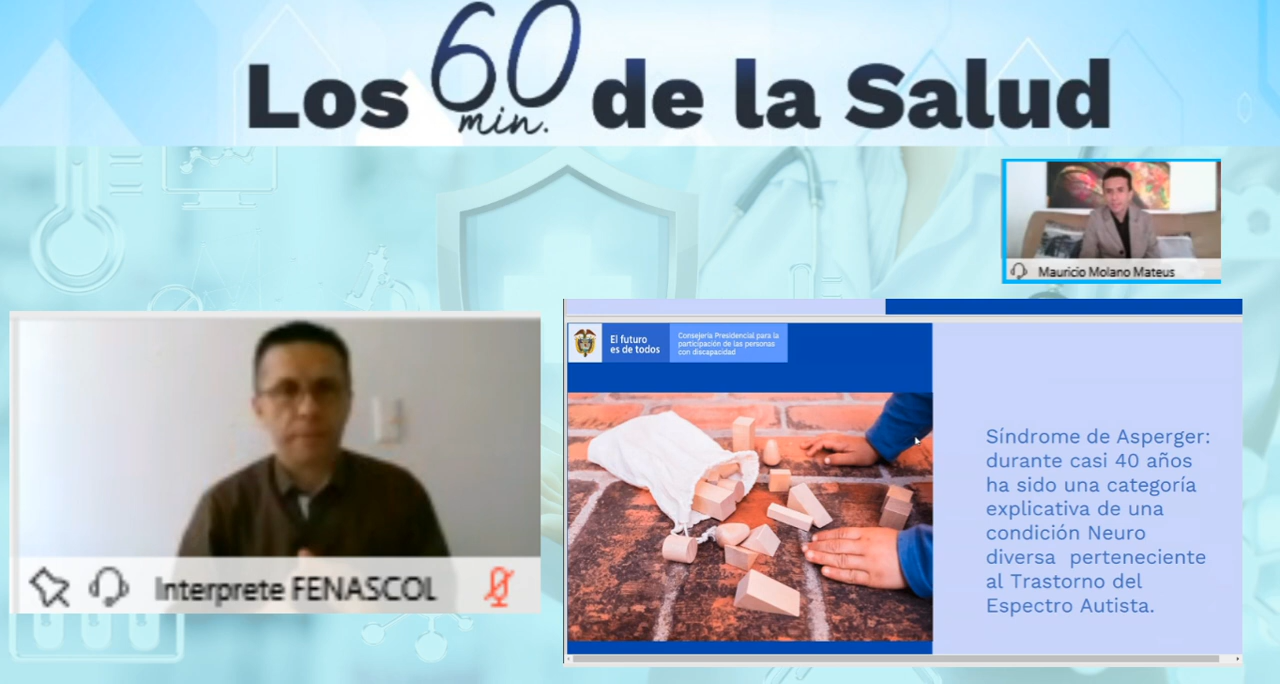 Los 60 min. de la Salud
Mauricio Molano Mateus
Interprete FENASCOL
El futuro
es de todos
Consejería Presidencial para la
participación de las personas
con discapacidad
Síndrome de Asperger:
durante casi 40 años
ha sido una categoría
explicativa de una
condición Neuro
diversa perteneciente
al Trastorno del
Espectro Autista.